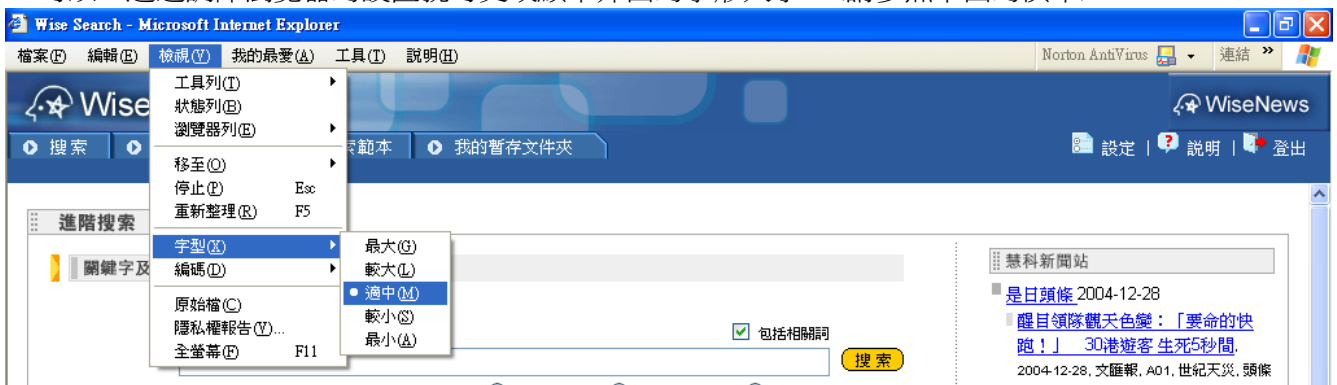 Wise Search - Microsoft Internet Explorer
檔案(F) 編輯(E) 檢視(V) 我的最愛(A) 工具(T) 說明(H) Norton AntiVirus 連結 »
Wise
WiseNews
搜索
範本 我的暫存文件夾
設定 | 說明 | 登出
工具列(T)
狀態列(B)
瀏覽器列(E)
移至(O)
停止(P) Esc
重新整理(R) F5
字型(X)
編碼(D)
原始檔(C)
隱私權報告(V)...
全螢幕(F) F11
最大(G)
較大(L)
適中(M)
較小(S)
最小(A)
進階搜索
關鍵字及
包括相關詞
搜索
慧科新聞站
是日頭條 2004-12-28
醒目領隊觀天色變：「要命的快
跑！」 30港遊客 生死5秒間.
2004-12-28, 文匯報, A01, 世紀天災, 頭條